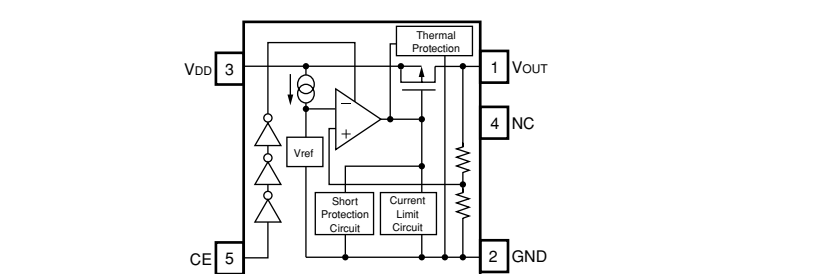 Thermal
Protection
VDD 3
1 VOUT
−
4 NC
+
Vref
Short
Protection
Circuit
Current
Limit
Circuit
CE 5
2 GND